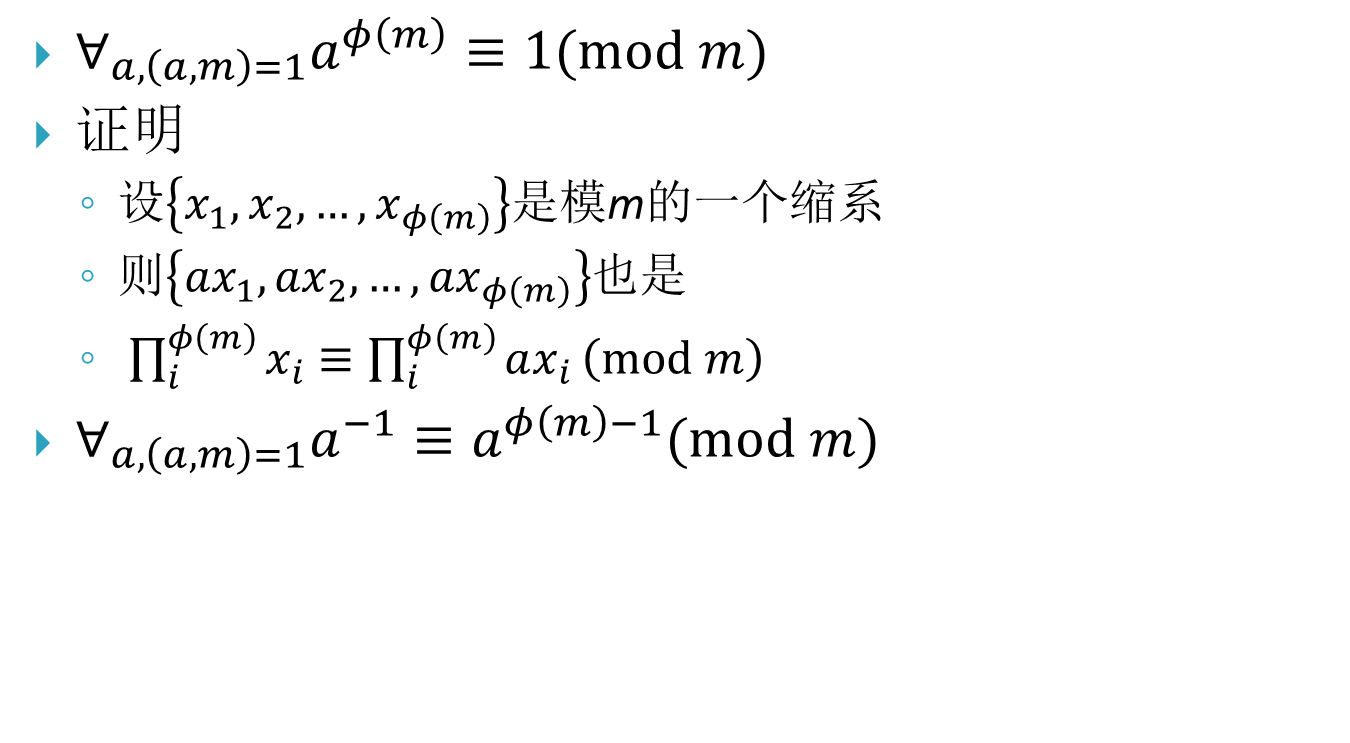 ∀_{a,(a,m)=1} a^{ϕ(m)} ≡ 1(mod m)
证明
设{x_1, x_2, …, x_{ϕ(m)}}是模m的一个缩系
则{ax_1, ax_2, …, ax_{ϕ(m)}}也是
∏_i^{ϕ(m)} x_i ≡ ∏_i^{ϕ(m)} ax_i (mod m)
∀_{a,(a,m)=1} a^{−1} ≡ a^{ϕ(m)−1}(mod m)